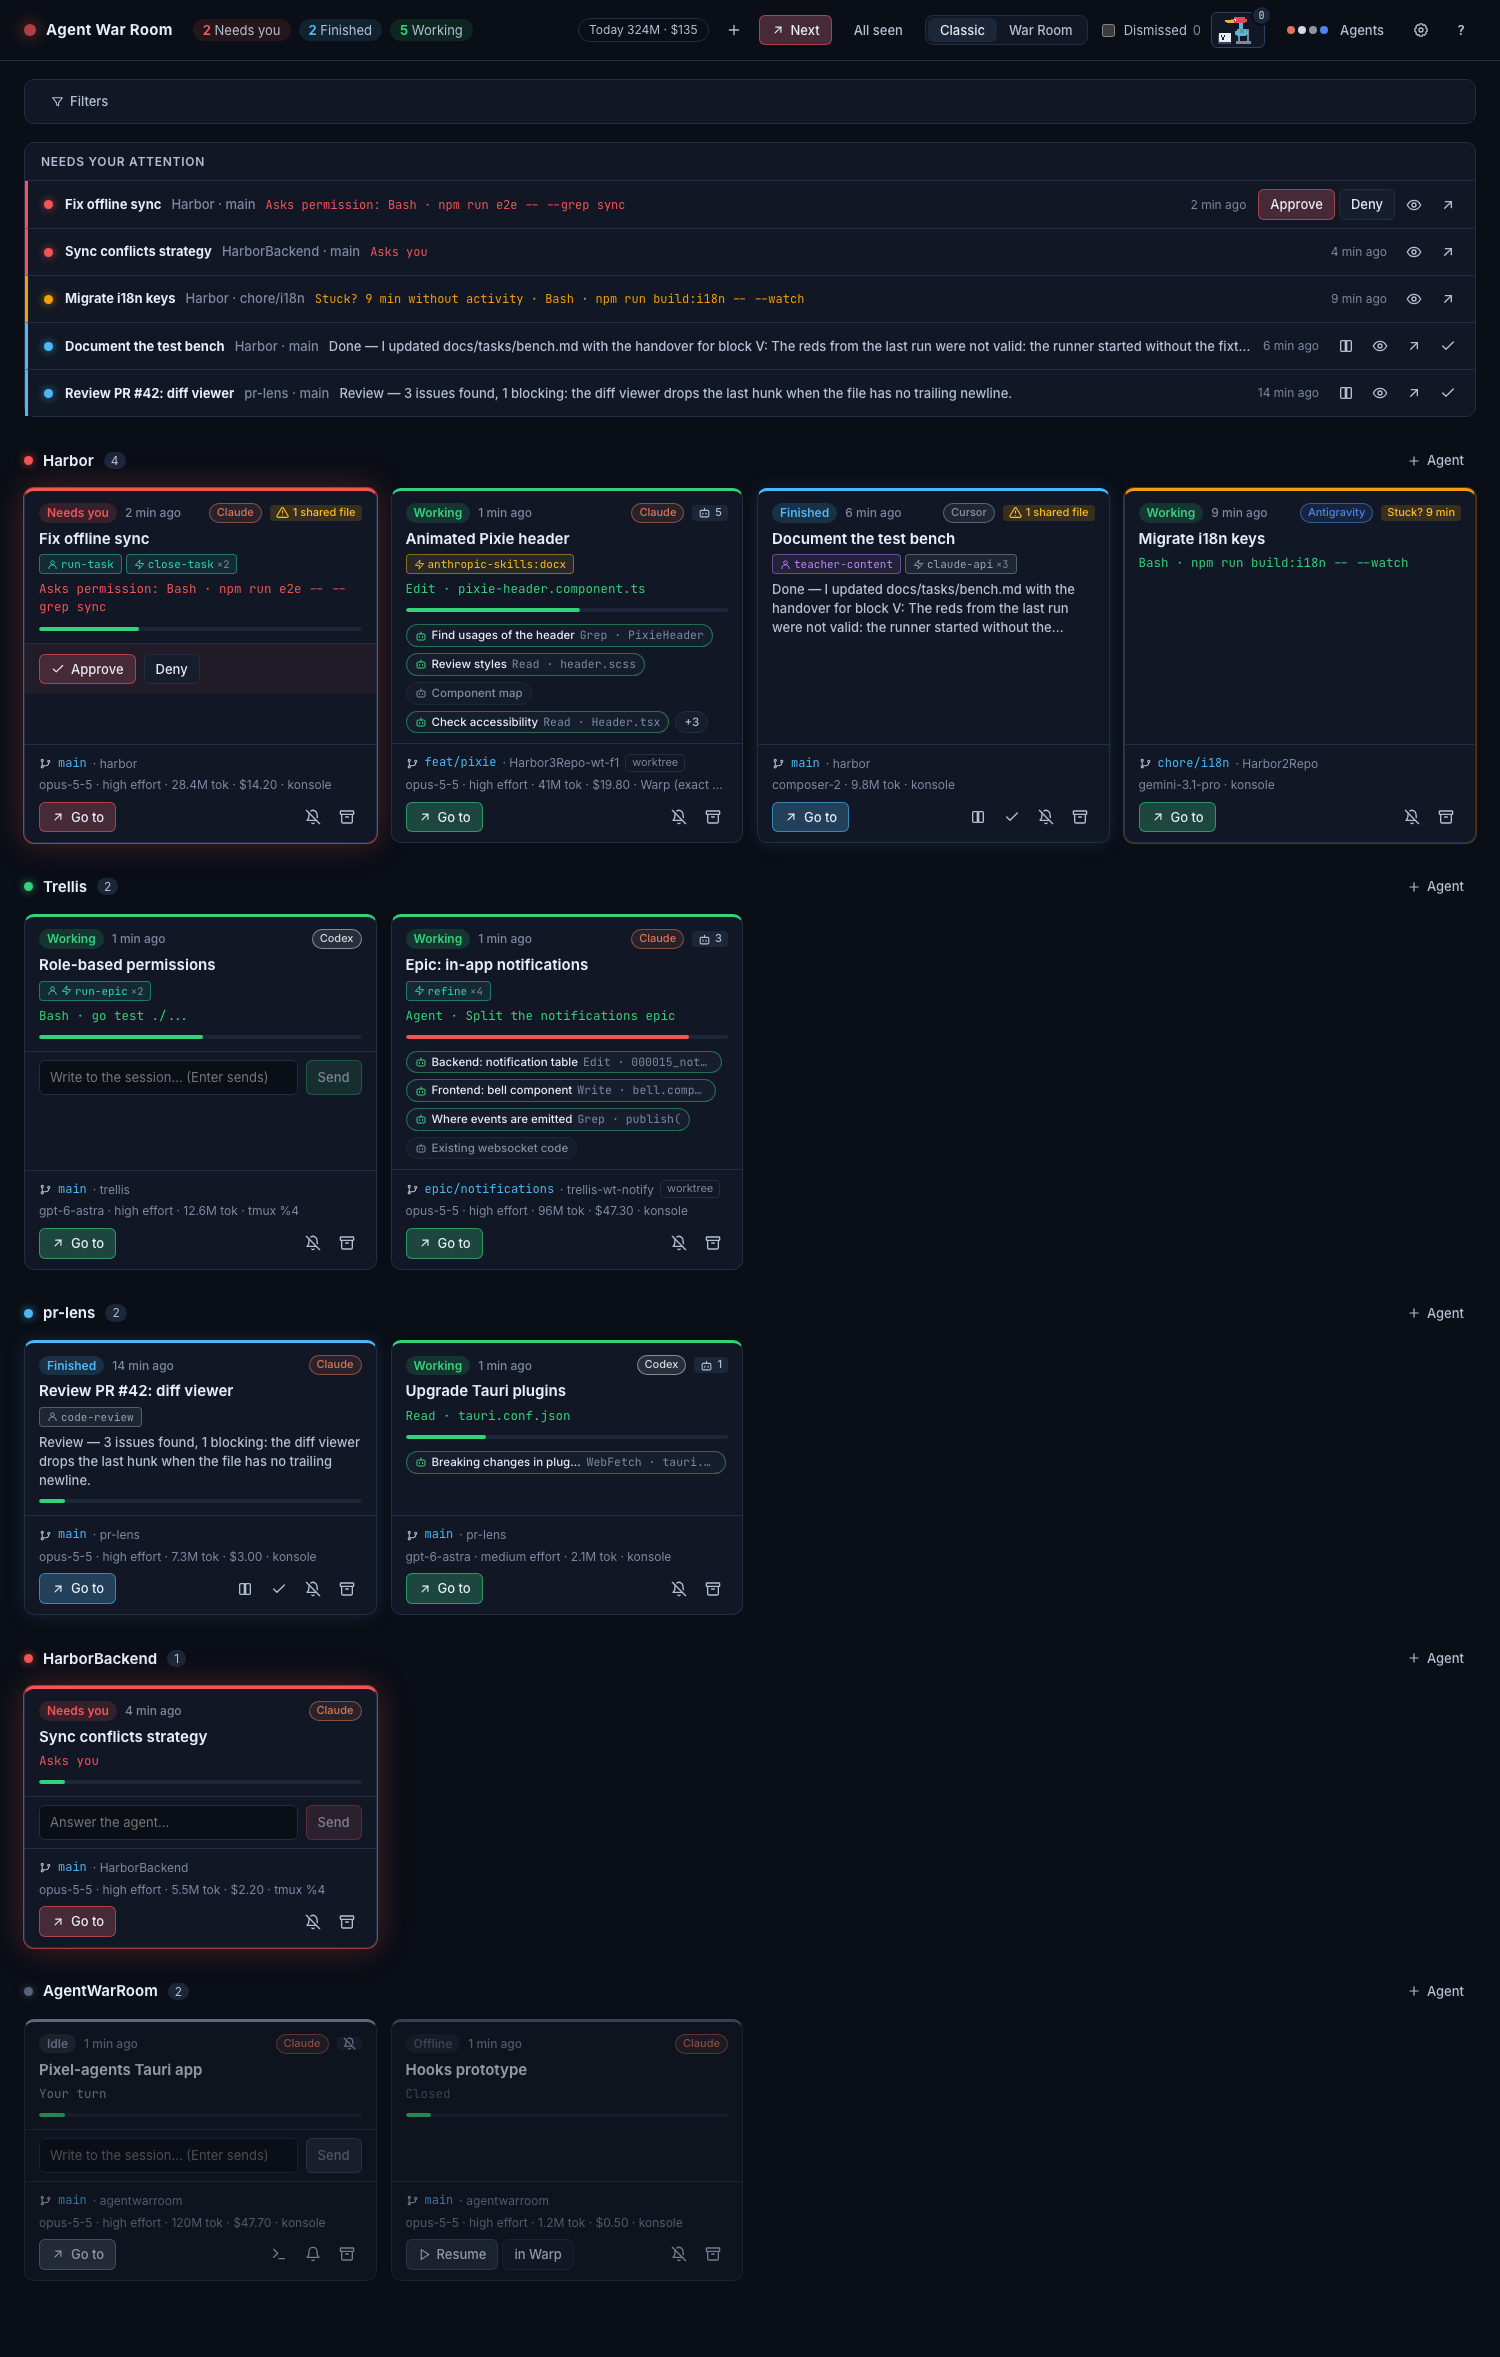 Agent War Room 2 Needs you 2 Finished 5 Working Today 324M · $135 + Next All seen Classic War Room Dismissed 0 0 Agents ?
Filters
NEEDS YOUR ATTENTION
Fix offline sync Harbor · main Asks permission: Bash · npm run e2e -- --grep sync 2 min ago Approve Deny
Sync conflicts strategy HarborBackend · main Asks you 4 min ago
Migrate i18n keys Harbor · chore/i18n Stuck? 9 min without activity · Bash · npm run build:i18n -- --watch 9 min ago
Document the test bench Harbor · main Done — I updated docs/tasks/bench.md with the handover for block V: The reds from the last run were not valid: the runner started without the fixt... 6 min ago
Review PR #42: diff viewer pr-lens · main Review — 3 issues found, 1 blocking: the diff viewer drops the last hunk when the file has no trailing newline. 14 min ago
Harbor 4 + Agent
Needs you 2 min ago Claude 1 shared file
Fix offline sync
run-task close-task ×2
Asks permission: Bash · npm run e2e -- --
grep sync
Approve Deny
main · harbor
opus-5-5 · high effort · 28.4M tok · $14.20 · konsole
Go to
Working 1 min ago Claude 5
Animated Pixie header
anthropic-skills:docx
Edit · pixie-header.component.ts
Find usages of the header Grep · PixieHeader
Review styles Read · header.scss
Component map
Check accessibility Read · Header.tsx +3
feat/pixie · Harbor3Repo-wt-f1 worktree
opus-5-5 · high effort · 41M tok · $19.80 · Warp (exact ...
Go to
Finished 6 min ago Cursor 1 shared file
Document the test bench
teacher-content claude-api ×3
Done — I updated docs/tasks/bench.md with the
handover for block V: The reds from the last run
were not valid: the runner started without the...
main · harbor
composer-2 · 9.8M tok · konsole
Go to
Working 9 min ago Antigravity Stuck? 9 min
Migrate i18n keys
Bash · npm run build:i18n -- --watch
chore/i18n · Harbor2Repo
gemini-3.1-pro · konsole
Go to
Trellis 2 + Agent
Working 1 min ago Codex
Role-based permissions
run-epic ×2
Bash · go test ./...
Write to the session... (Enter sends) Send
main · trellis
gpt-6-astra · high effort · 12.6M tok · tmux %4
Go to
Working 1 min ago Claude 3
Epic: in-app notifications
refine ×4
Agent · Split the notifications epic
Backend: notification table Edit · 000015_not...
Frontend: bell component Write · bell.comp...
Where events are emitted Grep · publish(
Existing websocket code
epic/notifications · trellis-wt-notify worktree
opus-5-5 · high effort · 96M tok · $47.30 · konsole
Go to
pr-lens 2 + Agent
Finished 14 min ago Claude
Review PR #42: diff viewer
code-review
Review — 3 issues found, 1 blocking: the diff viewer
drops the last hunk when the file has no trailing
newline.
main · pr-lens
opus-5-5 · high effort · 7.3M tok · $3.00 · konsole
Go to
Working 1 min ago Codex 1
Upgrade Tauri plugins
Read · tauri.conf.json
Breaking changes in plug... WebFetch · tauri....
main · pr-lens
gpt-6-astra · medium effort · 2.1M tok · konsole
Go to
HarborBackend 1 + Agent
Needs you 4 min ago Claude
Sync conflicts strategy
Asks you
Answer the agent... Send
main · HarborBackend
opus-5-5 · high effort · 5.5M tok · $2.20 · tmux %4
Go to
AgentWarRoom 2 + Agent
Idle 1 min ago Claude
Pixel-agents Tauri app
Your turn
Write to the session... (Enter sends) Send
main · agentwarroom
opus-5-5 · high effort · 120M tok · $47.70 · konsole
Go to
Offline 1 min ago Claude
Hooks prototype
Closed
main · agentwarroom
opus-5-5 · high effort · 1.2M tok · $0.50 · konsole
Resume in Warp